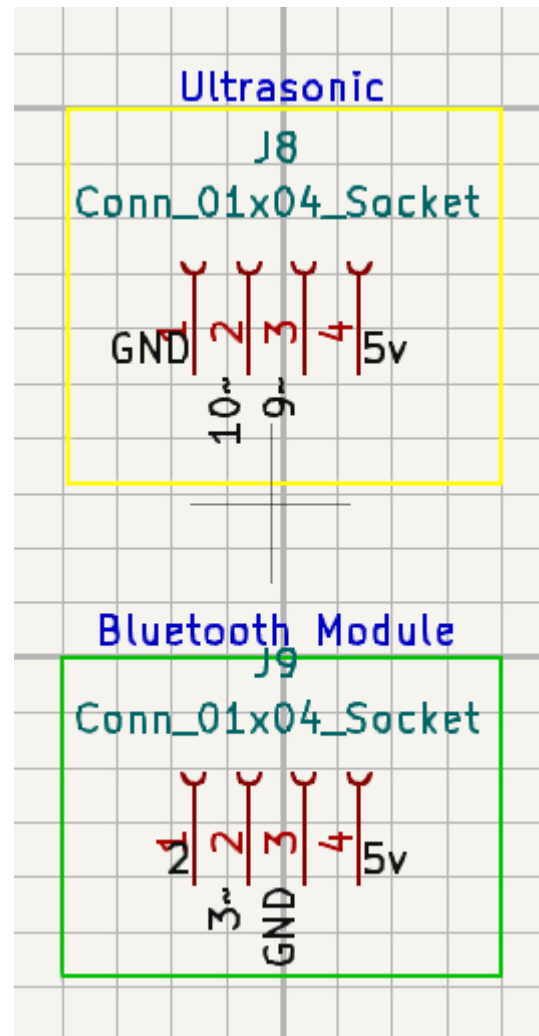 Ultrasonic
J8
Conn_01x04_Socket
1 2 3 4
GND 5v
10~ 9~
Bluetooth Module
J9
Conn_01x04_Socket
1 2 3 4
2 5v
3~ GND